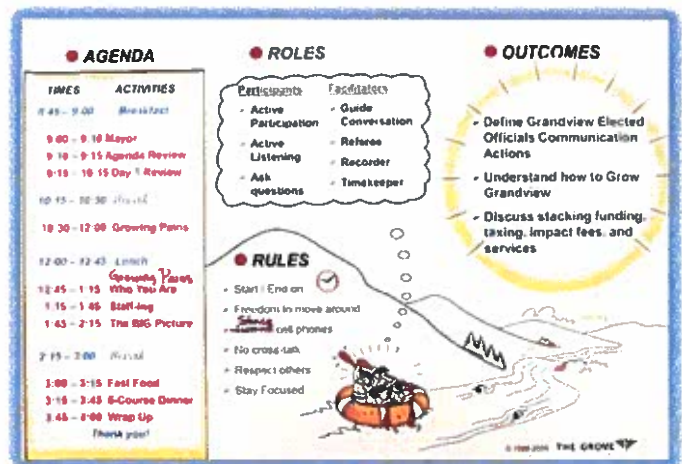 AGENDA
TIMES ACTIVITIES
8:45 - 9:00 Breakfast
9:00 - 9:10 Mayor
9:10 - 9:15 Agenda Review
9:15 - 10:15 Day 1 Review
10:15 - 10:30 Break
10:30 - 12:00 Growing Pains
12:00 - 12:45 Lunch
Growing Pains
12:45 - 1:15 Who You Are
1:15 - 1:45 Staff-ing
1:45 - 2:15 The BIG Picture
2:15 - 3:00 Break
3:00 - 3:15 Fast Food
3:15 - 3:45 6-Course Dinner
3:45 - 4:00 Wrap Up
Thank you!
ROLES
Participants
Active
Participation
Active
Listening
Ask
questions
Facilitators
Guide
Conversation
Referee
Recorder
Timekeeper
RULES
Start / End on
Freedom to move around
cell phones
No cross-talk
Respect others
Stay Focused
OUTCOMES
Define Grandview Elected
Officials Communication
Actions
Understand how to Grow
Grandview
Discuss stacking funding,
taxing, impact fees, and
services
THE GROVE